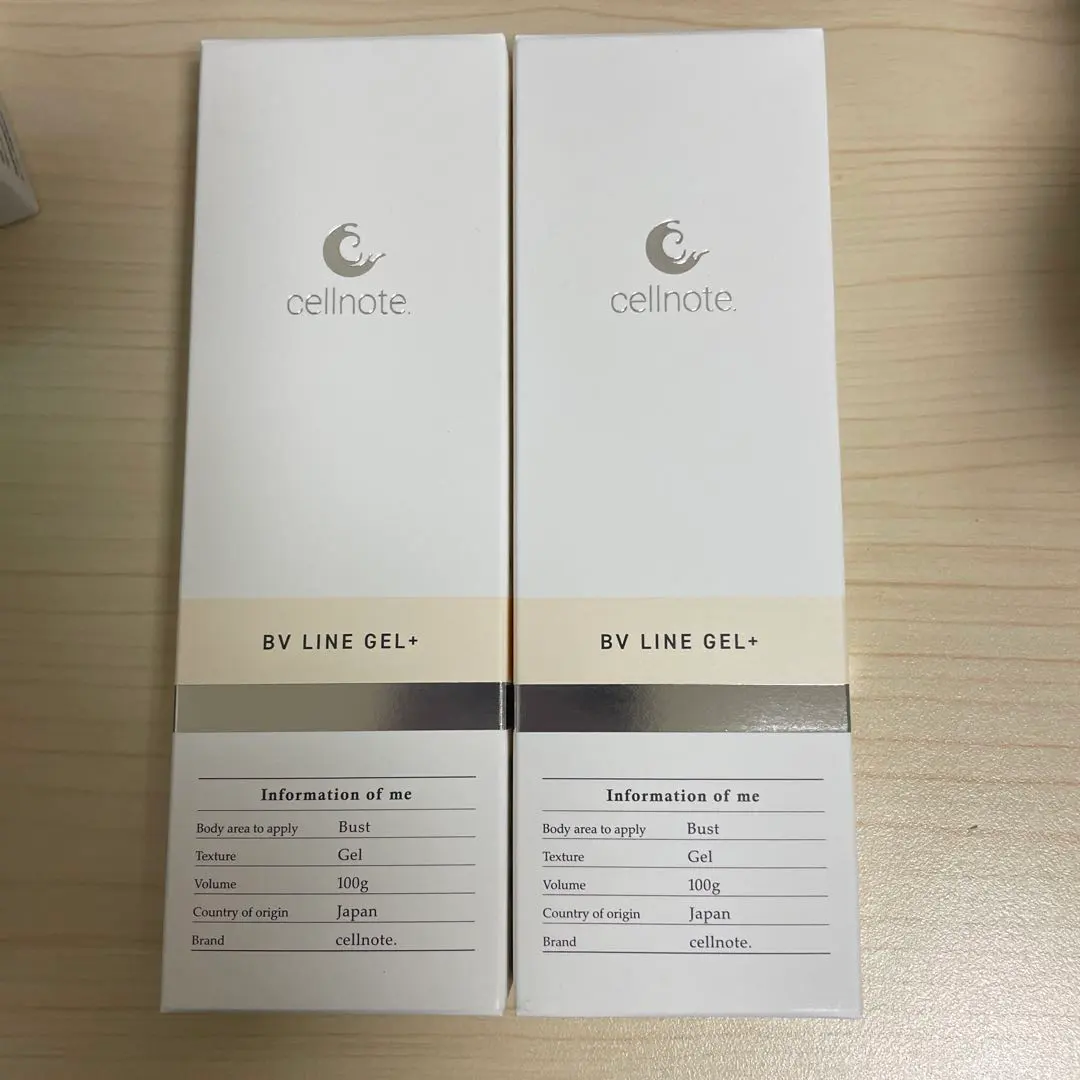 cellnote.
BV LINE GEL+
Information of me
Body area to apply Bust
Texture Gel
Volume 100g
Country of origin Japan
Brand cellnote.
cellnote.
BV LINE GEL+
Information of me
Body area to apply Bust
Texture Gel
Volume 100g
Country of origin Japan
Brand cellnote.